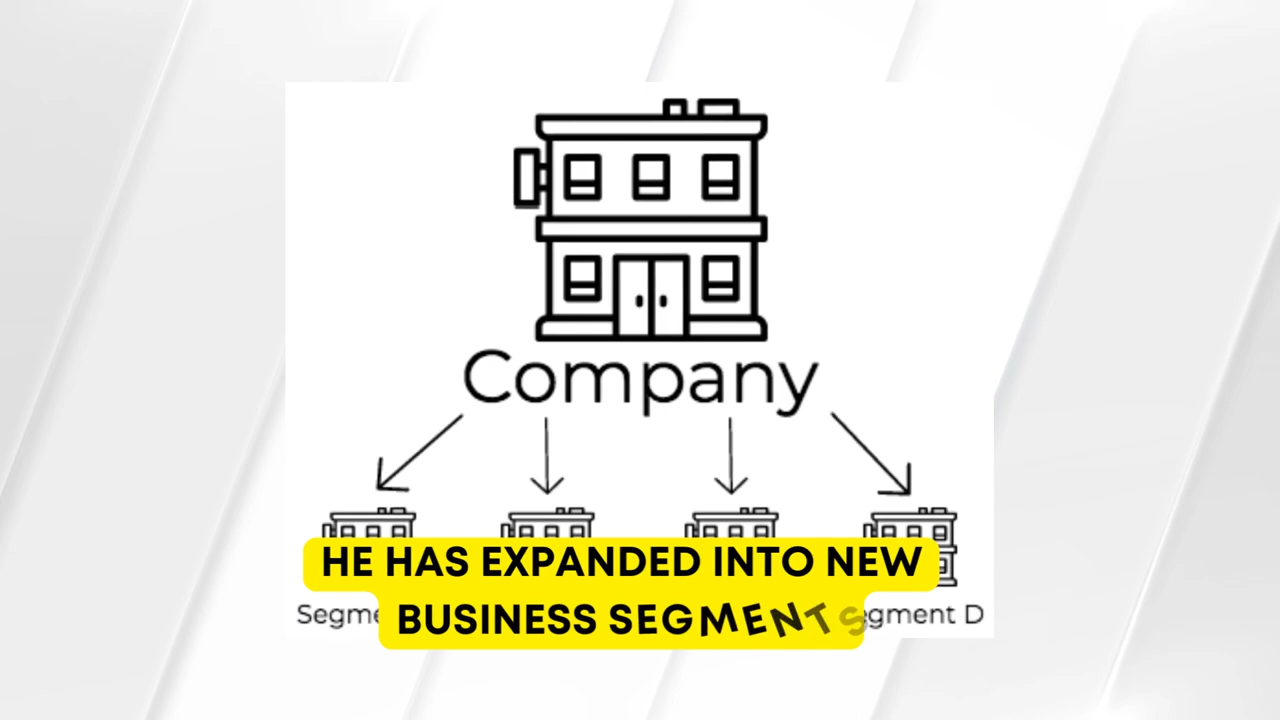 Company
HE HAS EXPANDED INTO NEW
BUSINESS SEGMENTS
Segment D